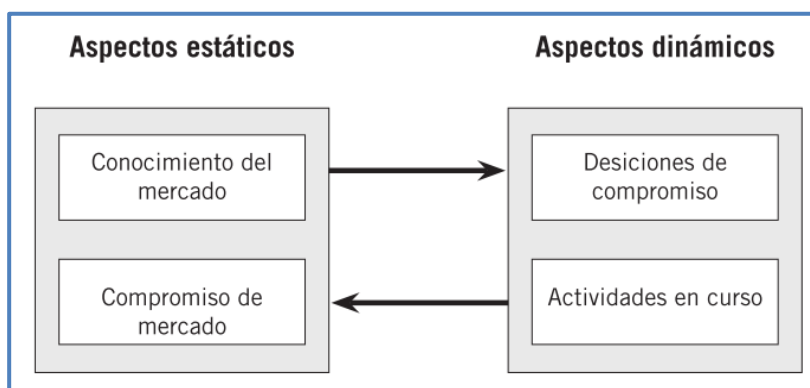 Aspectos estáticos
Aspectos dinámicos
Conocimiento del
mercado
Desiciones de
compromiso
Compromiso de
mercado
Actividades en curso